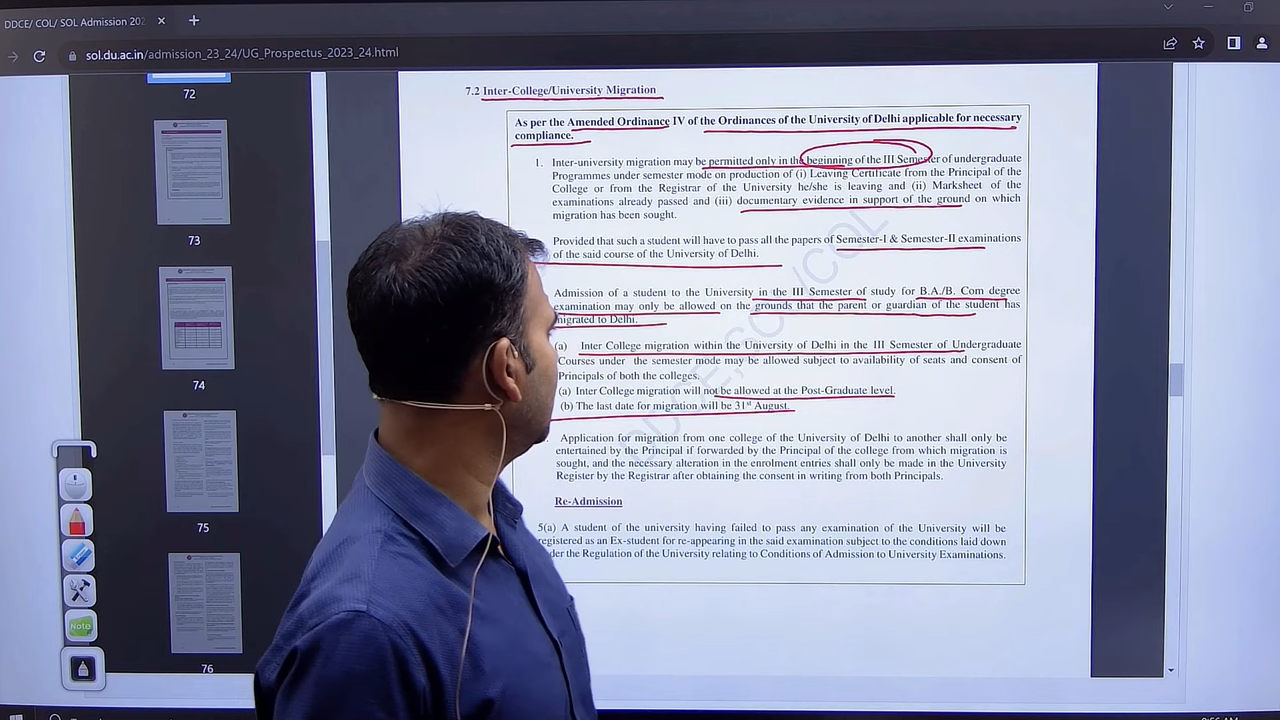 DDCE/ COL/ SOL Admission 202
sol.du.ac.in/admission_23_24/UG_Prospectus_2023_24.html
72
73
74
75
76
Note
7.2 Inter-College/University Migration
As per the Amended Ordinance IV of the Ordinances of the University of Delhi applicable for necessary
compliance.
1. Inter-university migration may be permitted only in the beginning of the III Semester of undergraduate
Programmes under semester mode on production of (i) Leaving Certificate from the Principal of the
College or from the Registrar of the University he/she is leaving and (ii) Marksheet of the
examinations already passed and (iii) documentary evidence in support of the ground on which
migration has been sought.
Provided that such a student will have to pass all the papers of Semester-I & Semester-II examinations
of the said course of the University of Delhi.
Admission of a student to the University in the III Semester of study for B.A./B. Com degree
examination may only be allowed on the grounds that the parent or guardian of the student has
migrated to Delhi.
(a) Inter College migration within the University of Delhi in the III Semester of Undergraduate
Courses under the semester mode may be allowed subject to availability of seats and consent of
Principals of both the colleges.
(a) Inter College migration will not be allowed at the Post-Graduate level.
(b) The last date for migration will be 31st August.
Application for migration from one college of the University of Delhi to another shall only be
entertained by the Principal if forwarded by the Principal of the college from which migration is
sought, and the necessary alteration in the enrolment entries shall only be made in the University
Register by the Registrar after obtaining the consent in writing from both Principals.
Re-Admission
5(a) A student of the university having failed to pass any examination of the University will be
registered as an Ex-student for re-appearing in the said examination subject to the conditions laid down
under the Regulation of the University relating to Conditions of Admission to University Examinations.